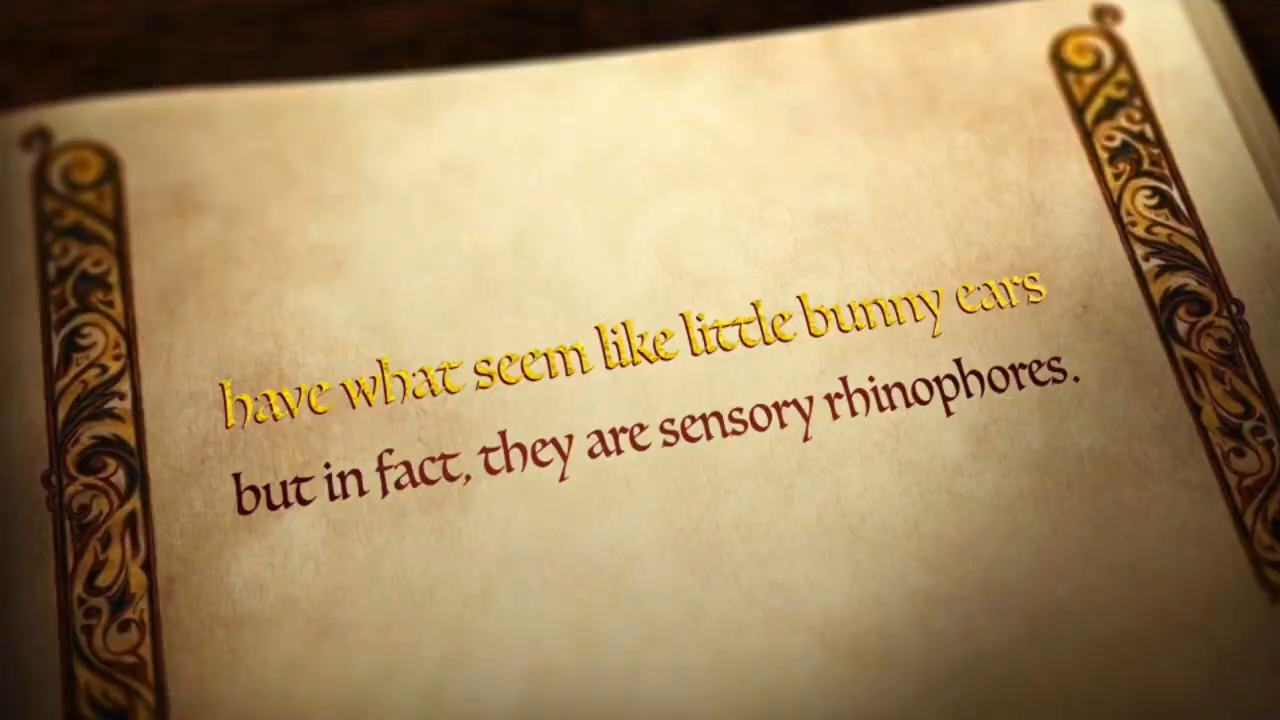 have what seem like little bunny ears
but in fact, they are sensory rhinophores.